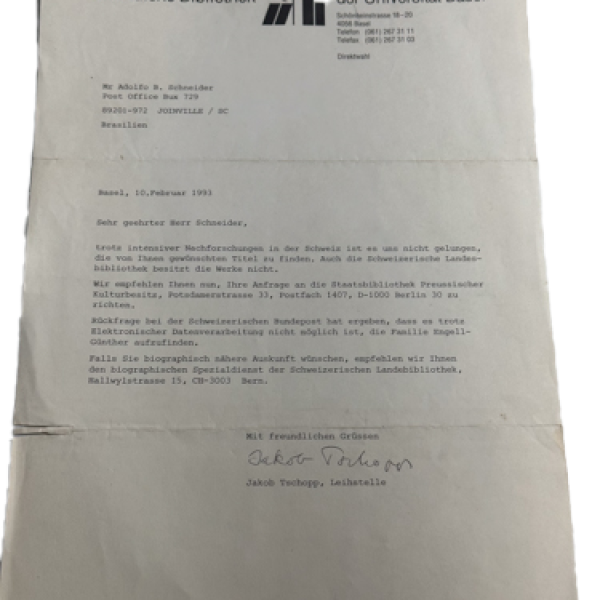 der Universität Basel
Schönbeinstrasse 18–20
4056 Basel
Telefon (061) 267 31 11
Telefax (061) 267 31 03
Direktwahl
Mr Adolfo B. Schneider
Post Office Box 729
89201-972 JOINVILLE / SC
Brasilien
Basel, 10.Februar 1993
Sehr geehrter Herr Schneider,
trotz intensiver Nachforschungen in der Schweiz ist es uns nicht gelungen,
die von Ihnen gewünschten Titel zu finden. Auch die Schweizerische Landes-
bibliothek besitzt die Werke nicht.
Wir empfehlen Ihnen nun, Ihre Anfrage an die Staatsbibliothek Preussischer
Kulturbesitz, Potsdamerstrasse 33, Postfach 1407, D-1000 Berlin 30 zu
richten.
Rückfrage bei der Schweizerischen Bundespost hat ergeben, dass es trotz
Elektronischer Datenverarbeitung nicht möglich ist, die Familie Engell-
Günther aufzufinden.
Falls Sie biographisch nähere Auskunft wünschen, empfehlen wir Ihnen
den biographischen Spezialdienst der Schweizerischen Landebibliothek,
Hallwylstrasse 15, CH-3003 Bern.
Mit freundlichen Grüssen
Jakob Tschopp
Jakob Tschopp, Leihstelle